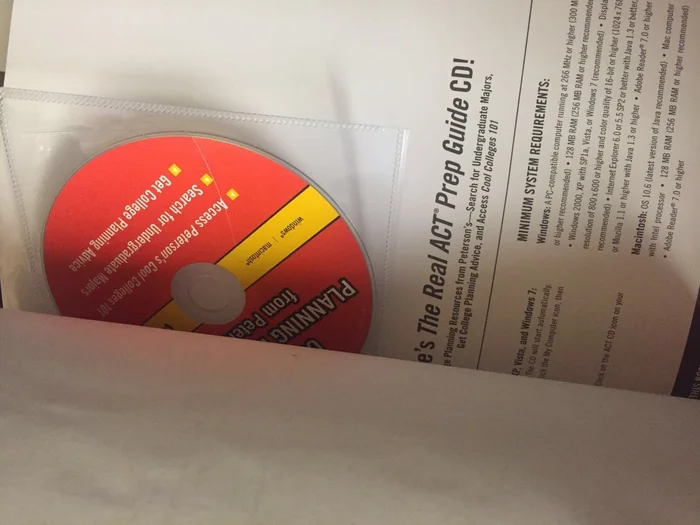 e's The Real ACT® Prep Guide CD!
e Planning Resources from Peterson's—Search for Undergraduate Majors,
Get College Planning Advice, and Access Cool Colleges 101
MINIMUM SYSTEM REQUIREMENTS:
Windows: A PC-compatible computer running at 266 MHz or higher (300 M
or higher recommended) • 128 MB RAM (256 MB RAM or higher recommended
• Windows 2000, XP with SP1a, Vista, or Windows 7 (recommended) • Displa
resolution of 800 x 600 or higher and color quality of 16-bit or higher (1024 x 768
recommended) • Internet Explorer 6.0 or 5.5 SP2 or better with Java 1.3 or better,
or Mozilla 1.1 or higher with Java 1.3 or higher • Adobe Reader® 7.0 or higher
Macintosh: OS 10.6 (latest version of Java recommended) • Mac computer
with Intel processor • 128 MB RAM (256 MB RAM or higher recommended)
• Adobe Reader® 7.0 or higher
XP, Vista, and Windows 7:
The CD will start automatically.
click the My Computer icon, then
Click on the ACT CD icon on your
THIS BO
PLANNING
from Peter
Windows® | Macintosh®
Access Peterson's Cool Colleges 101
Search for Undergraduate Majors
Get College Planning Advice